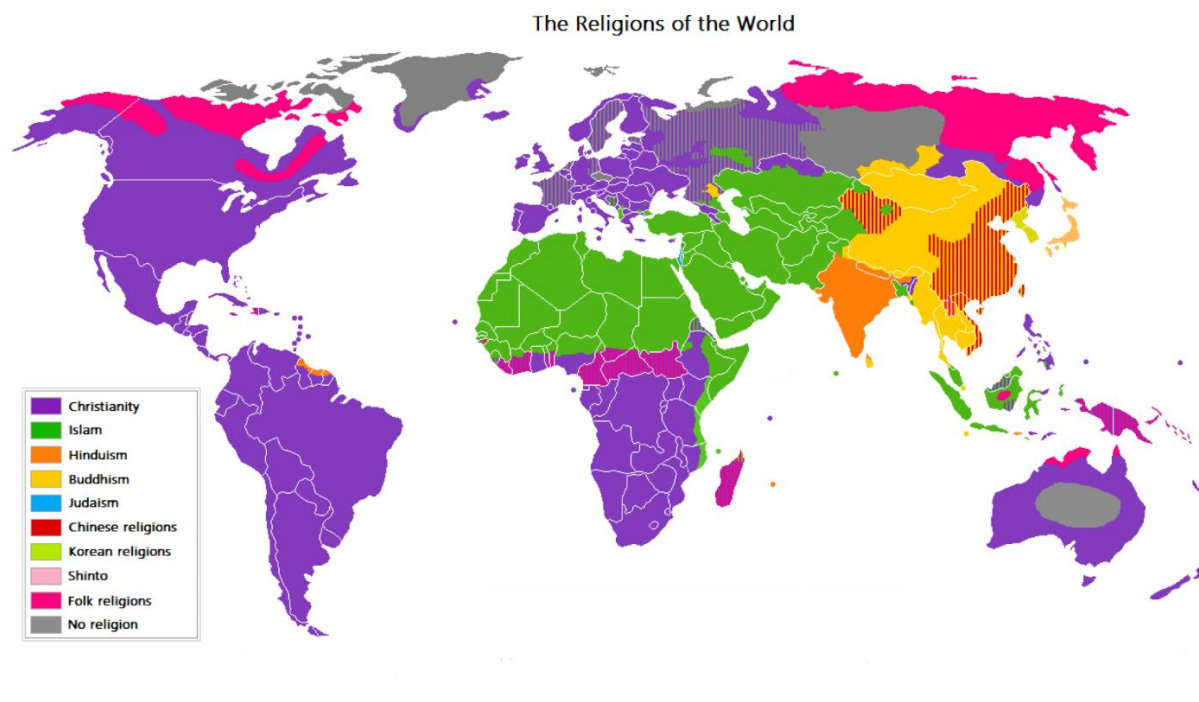 The Religions of the World
Christianity
Islam
Hinduism
Buddhism
Judaism
Chinese religions
Korean religions
Shinto
Folk religions
No religion